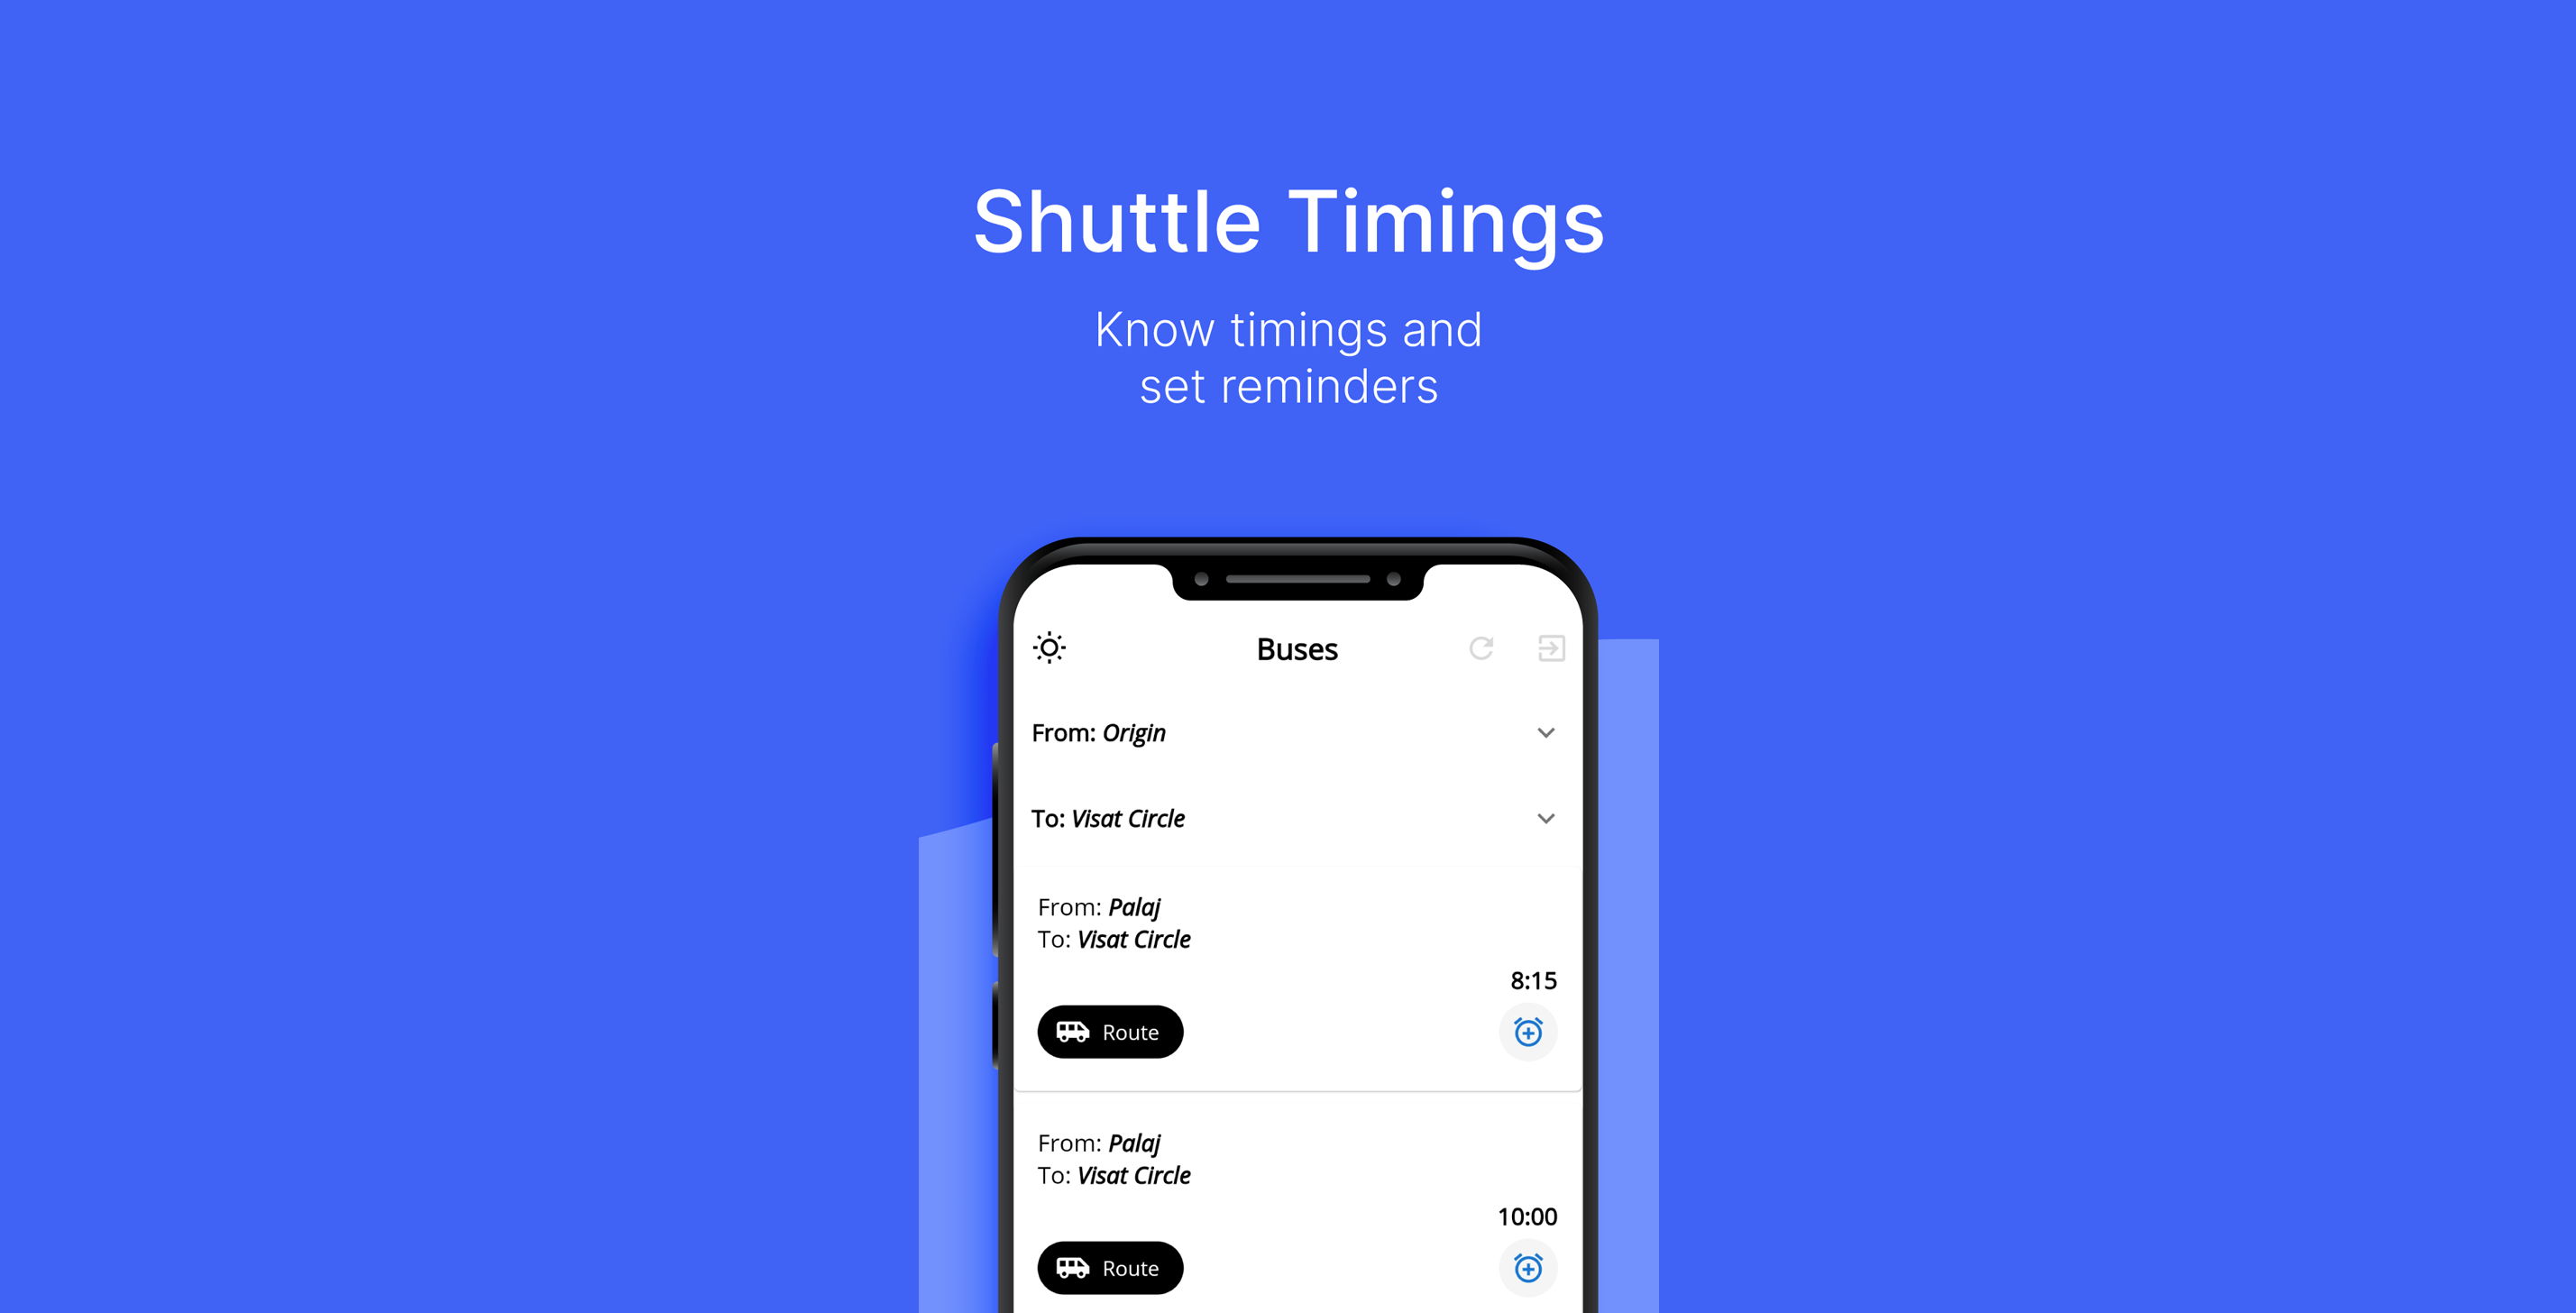 Shuttle Timings
Know timings and
set reminders
Buses
From: Origin
To: Visat Circle
From: Palaj
To: Visat Circle
8:15
Route
From: Palaj
To: Visat Circle
10:00
Route